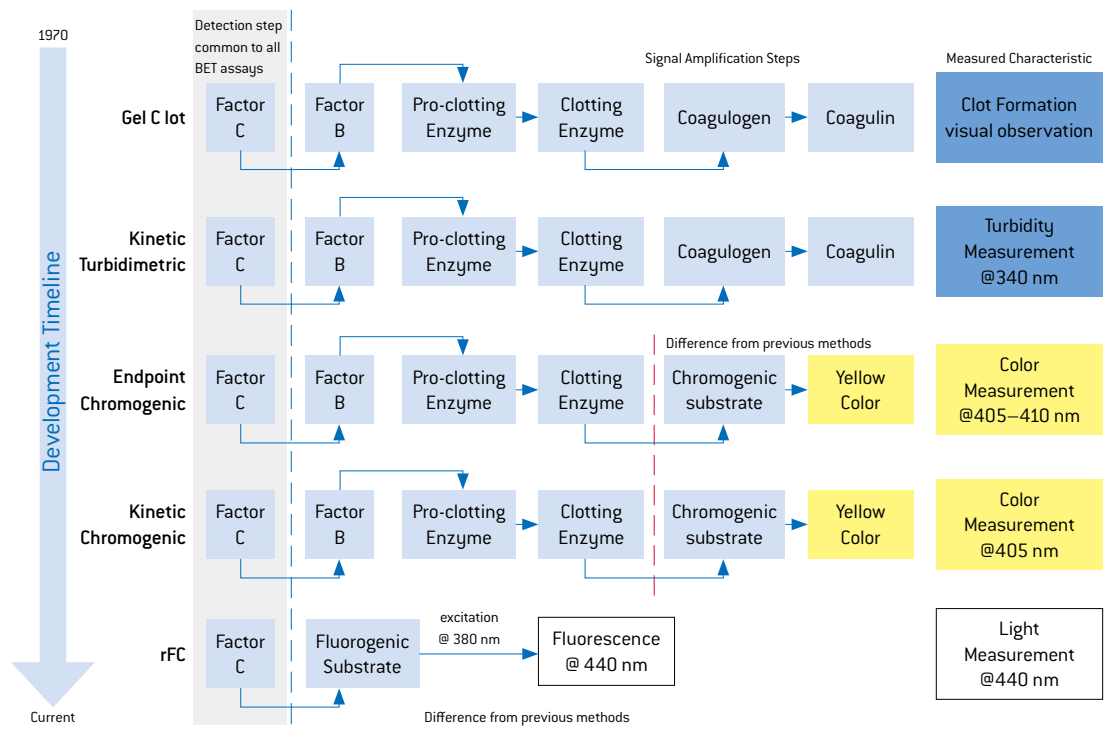 1970
Development Timeline
Current
Detection step
common to all
BET assays
Signal Amplification Steps
Measured Characteristic
Gel C lot
Factor
C
Factor
B
Pro-clotting
Enzyme
Clotting
Enzyme
Coagulogen
Coagulin
Clot Formation
visual observation
Kinetic
Turbidimetric
Factor
C
Factor
B
Pro-clotting
Enzyme
Clotting
Enzyme
Coagulogen
Coagulin
Turbidity
Measurement
@340 nm
Difference from previous methods
Endpoint
Chromogenic
Factor
C
Factor
B
Pro-clotting
Enzyme
Clotting
Enzyme
Chromogenic
substrate
Yellow
Color
Color
Measurement
@405–410 nm
Kinetic
Chromogenic
Factor
C
Factor
B
Pro-clotting
Enzyme
Clotting
Enzyme
Chromogenic
substrate
Yellow
Color
Color
Measurement
@405 nm
rFC
Factor
C
Fluorogenic
Substrate
excitation
@ 380 nm
Fluorescence
@ 440 nm
Light
Measurement
@440 nm
Difference from previous methods